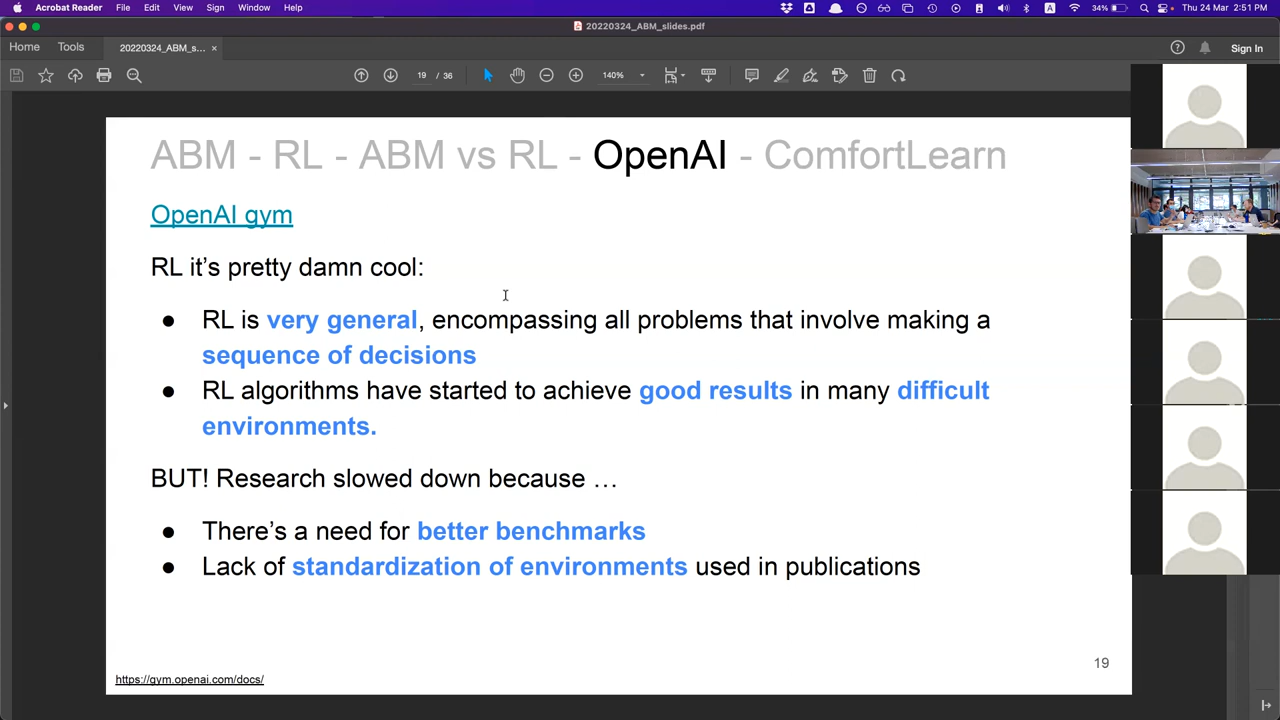 Acrobat Reader File Edit View Sign Window Help
A 34% Thu 24 Mar 2:51 PM
20220324_ABM_slides.pdf
Home Tools 20220324_ABM_s... × Sign In
19 / 36 140%
ABM - RL - ABM vs RL - OpenAI - ComfortLearn
OpenAI gym
RL it's pretty damn cool:
● RL is very general, encompassing all problems that involve making a
sequence of decisions
● RL algorithms have started to achieve good results in many difficult
environments.
BUT! Research slowed down because …
● There's a need for better benchmarks
● Lack of standardization of environments used in publications
19
https://gym.openai.com/docs/